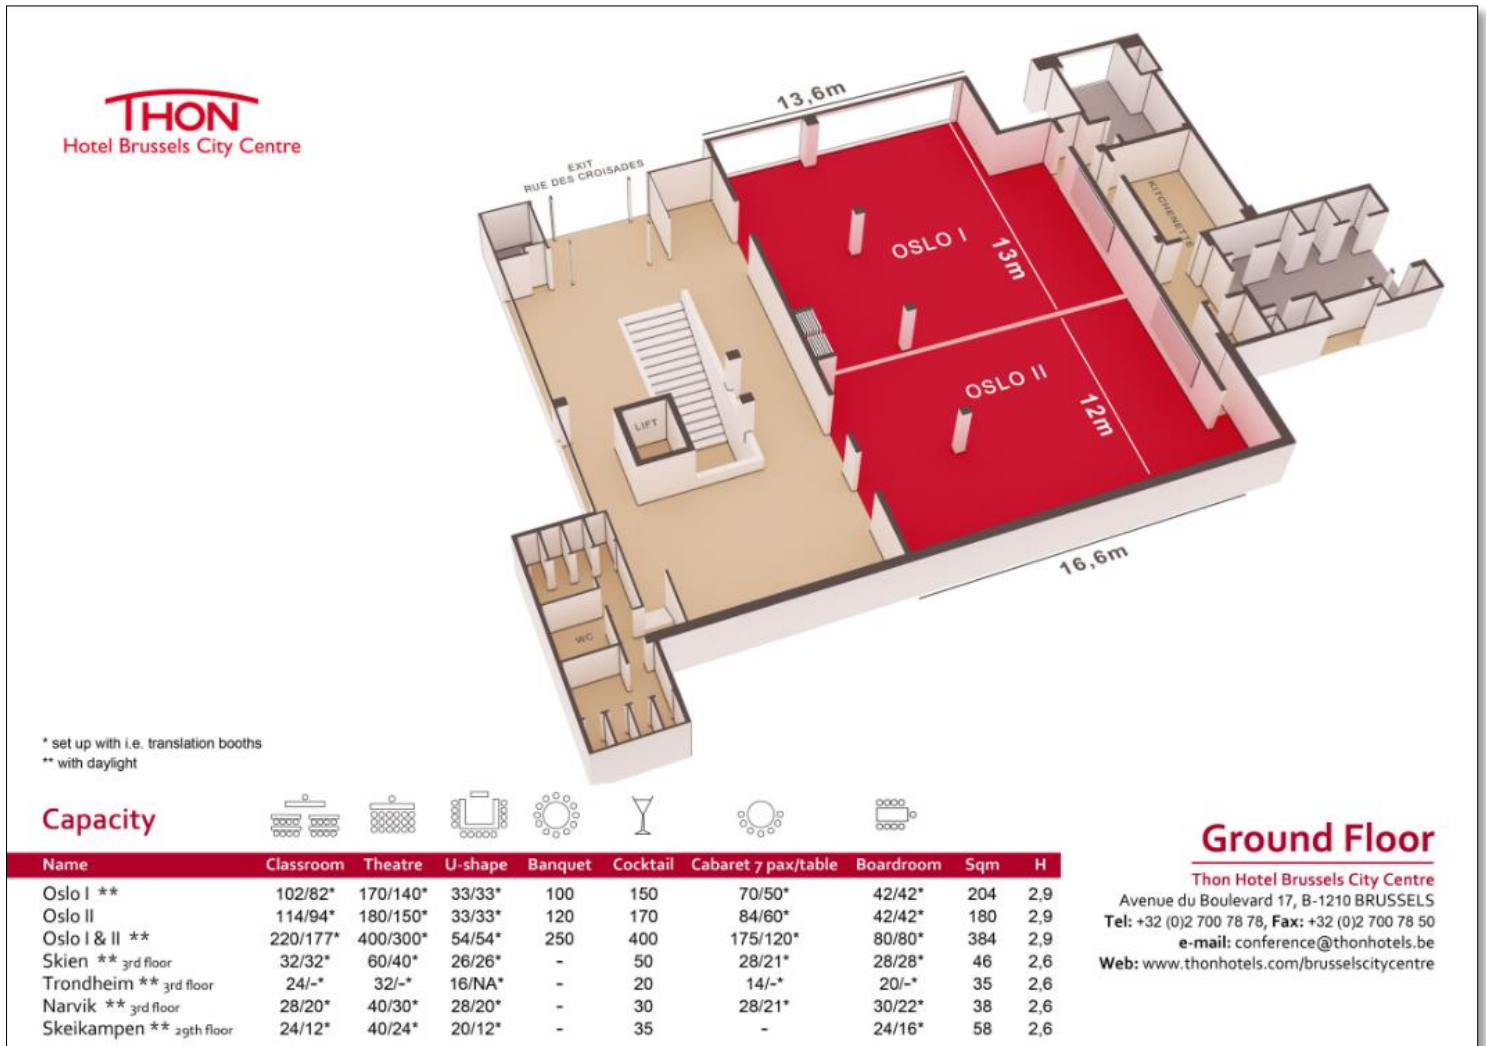 THON
Hotel Brussels City Centre
13,6m
EXIT
RUE DES CROISADES
KITCHENETTE
OSLO I
13m
OSLO II
12m
LIFT
16,6m
WC
* set up with i.e. translation booths
** with daylight
Capacity
Name Classroom Theatre U-shape Banquet Cocktail Cabaret 7 pax/table Boardroom Sqm H
Oslo I ** 102/82* 170/140* 33/33* 100 150 70/50* 42/42* 204 2,9
Oslo II 114/94* 180/150* 33/33* 120 170 84/60* 42/42* 180 2,9
Oslo I & II ** 220/177* 400/300* 54/54* 250 400 175/120* 80/80* 384 2,9
Skien ** 3rd floor 32/32* 60/40* 26/26* - 50 28/21* 28/28* 46 2,6
Trondheim ** 3rd floor 24/-* 32/-* 16/NA* - 20 14/-* 20/-* 35 2,6
Narvik ** 3rd floor 28/20* 40/30* 28/20* - 30 28/21* 30/22* 38 2,6
Skeikampen ** 29th floor 24/12* 40/24* 20/12* - 35 - 24/16* 58 2,6
Ground Floor
Thon Hotel Brussels City Centre
Avenue du Boulevard 17, B-1210 BRUSSELS
Tel: +32 (0)2 700 78 78, Fax: +32 (0)2 700 78 50
e-mail: conference@thonhotels.be
Web: www.thonhotels.com/brusselscitycentre